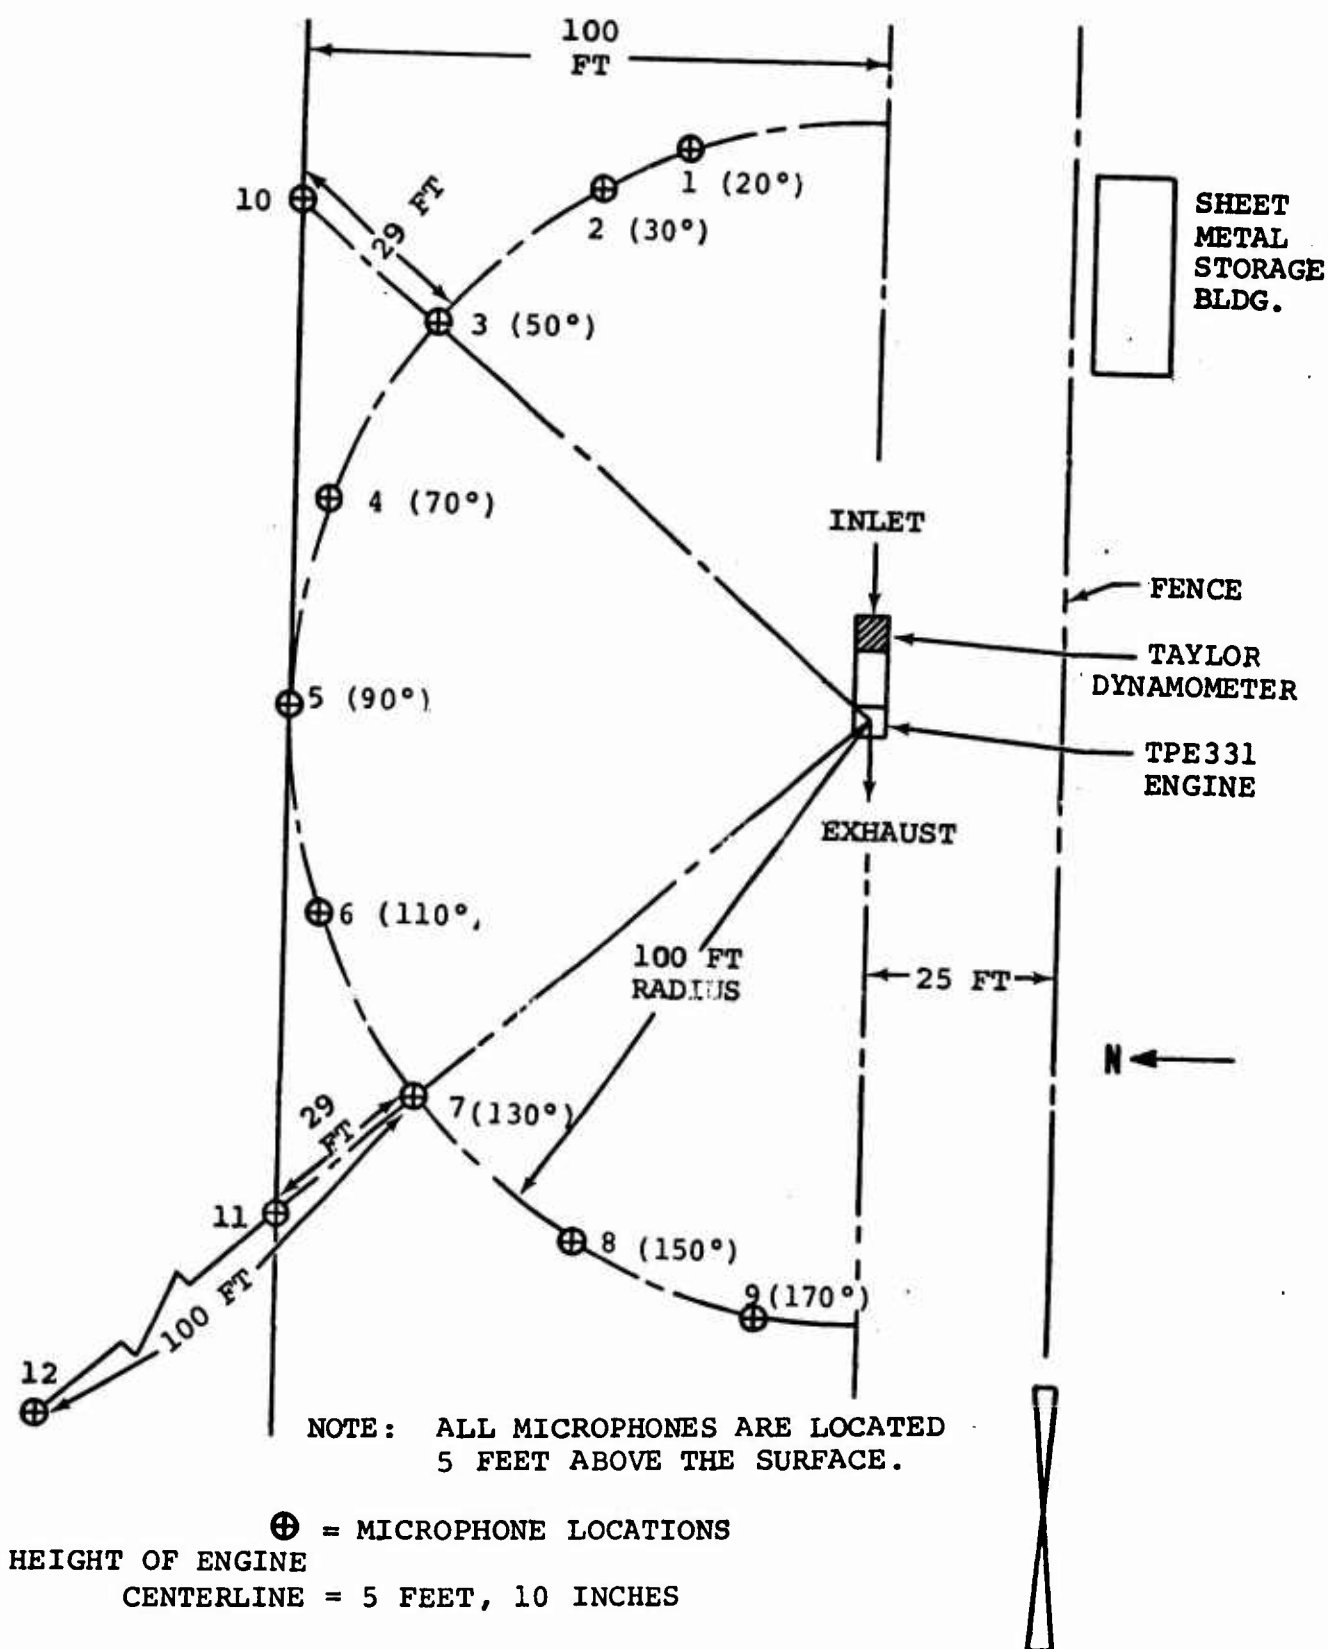 100
FT
10
29 FT
1 (20°)
2 (30°)
SHEET
METAL
STORAGE
BLDG.
3 (50°)
4 (70°)
INLET
FENCE
TAYLOR
DYNAMOMETER
5 (90°)
TPE331
ENGINE
EXHAUST
6 (110°,
100 FT
RADIUS
25 FT
N
29
FT
7 (130°)
11
8 (150°)
9 (170°)
100 FT
12
NOTE: ALL MICROPHONES ARE LOCATED
5 FEET ABOVE THE SURFACE.
⊕ = MICROPHONE LOCATIONS
HEIGHT OF ENGINE
CENTERLINE = 5 FEET, 10 INCHES